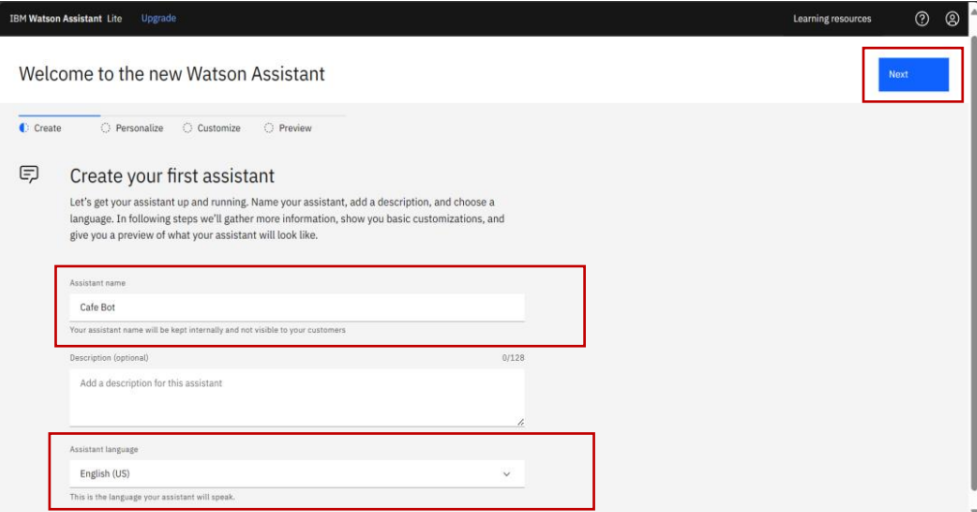 IBM Watson Assistant Lite Upgrade Learning resources
Welcome to the new Watson Assistant
Next
Create Personalize Customize Preview
Create your first assistant
Let's get your assistant up and running. Name your assistant, add a description, and choose a
language. In following steps we'll gather more information, show you basic customizations, and
give you a preview of what your assistant will look like.
Assistant name
Cafe Bot
Your assistant name will be kept internally and not visible to your customers
Description (optional) 0/128
Add a description for this assistant
Assistant language
English (US)
This is the language your assistant will speak.